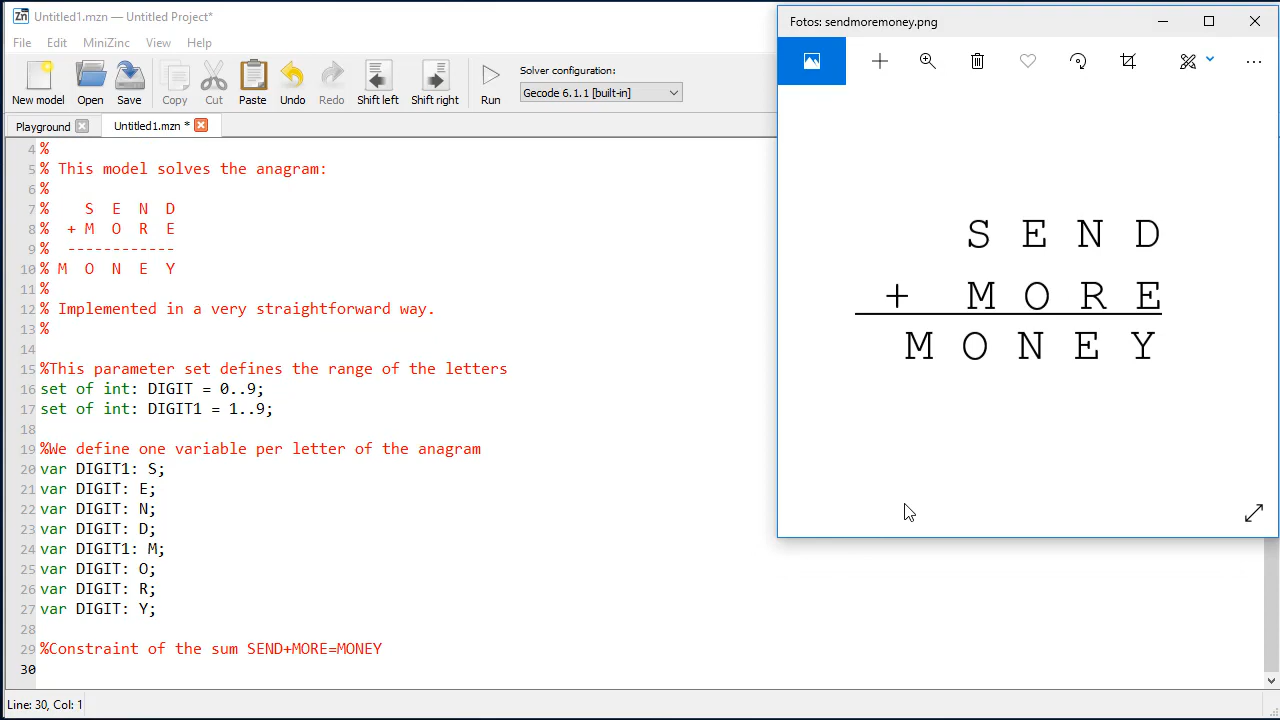 Untitled1.mzn — Untitled Project*
File Edit MiniZinc View Help
New model Open Save Copy Cut Paste Undo Redo Shift left Shift right Run
Solver configuration:
Gecode 6.1.1 [built-in]
Playground
Untitled1.mzn *
4 %
5 % This model solves the anagram:
6 %
7 %    S  E  N  D
8 %  + M  O  R  E
9 %  ------------
10 % M  O  N  E  Y
11 %
12 % Implemented in a very straightforward way.
13 %
14
15 %This parameter set defines the range of the letters
16 set of int: DIGIT = 0..9;
17 set of int: DIGIT1 = 1..9;
18
19 %We define one variable per letter of the anagram
20 var DIGIT1: S;
21 var DIGIT: E;
22 var DIGIT: N;
23 var DIGIT: D;
24 var DIGIT1: M;
25 var DIGIT: O;
26 var DIGIT: R;
27 var DIGIT: Y;
28
29 %Constraint of the sum SEND+MORE=MONEY
30
Line: 30, Col: 1
Fotos: sendmoremoney.png
S E N D
+ M O R E
M O N E Y